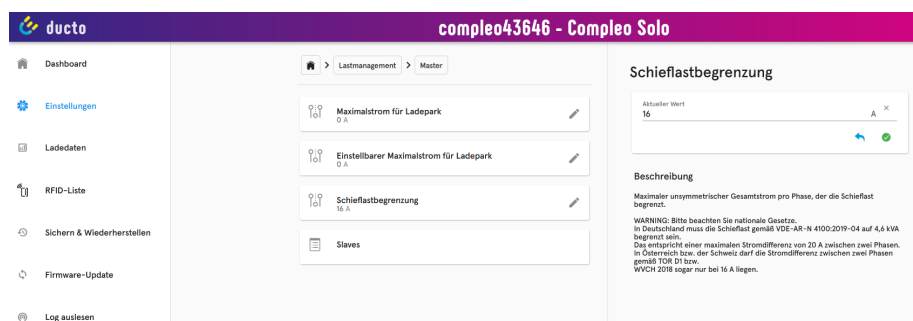 ducto
compleo43646 - Compleo Solo
Dashboard
Einstellungen
Ladedaten
RFID-Liste
Sichern & Wiederherstellen
Firmware-Update
Log auslesen
> Lastmanagement > Master
Maximalstrom für Ladepark
0 A
Einstellbarer Maximalstrom für Ladepark
0 A
Schieflastbegrenzung
16 A
Slaves
Schieflastbegrenzung
Aktueller Wert
16 A
Beschreibung
Maximaler unsymmetrischer Gesamtstrom pro Phase, der die Schieflast
begrenzt.
WARNING: Bitte beachten Sie nationale Gesetze.
In Deutschland muss die Schieflast gemäß VDE-AR-N 4100:2019-04 auf 4,6 kVA
begrenzt sein.
Das entspricht einer maximalen Stromdifferenz von 20 A zwischen zwei Phasen.
In Österreich bzw. der Schweiz darf die Stromdifferenz zwischen zwei Phasen
gemäß TOR D1 bzw.
WVCH 2018 sogar nur bei 16 A liegen.